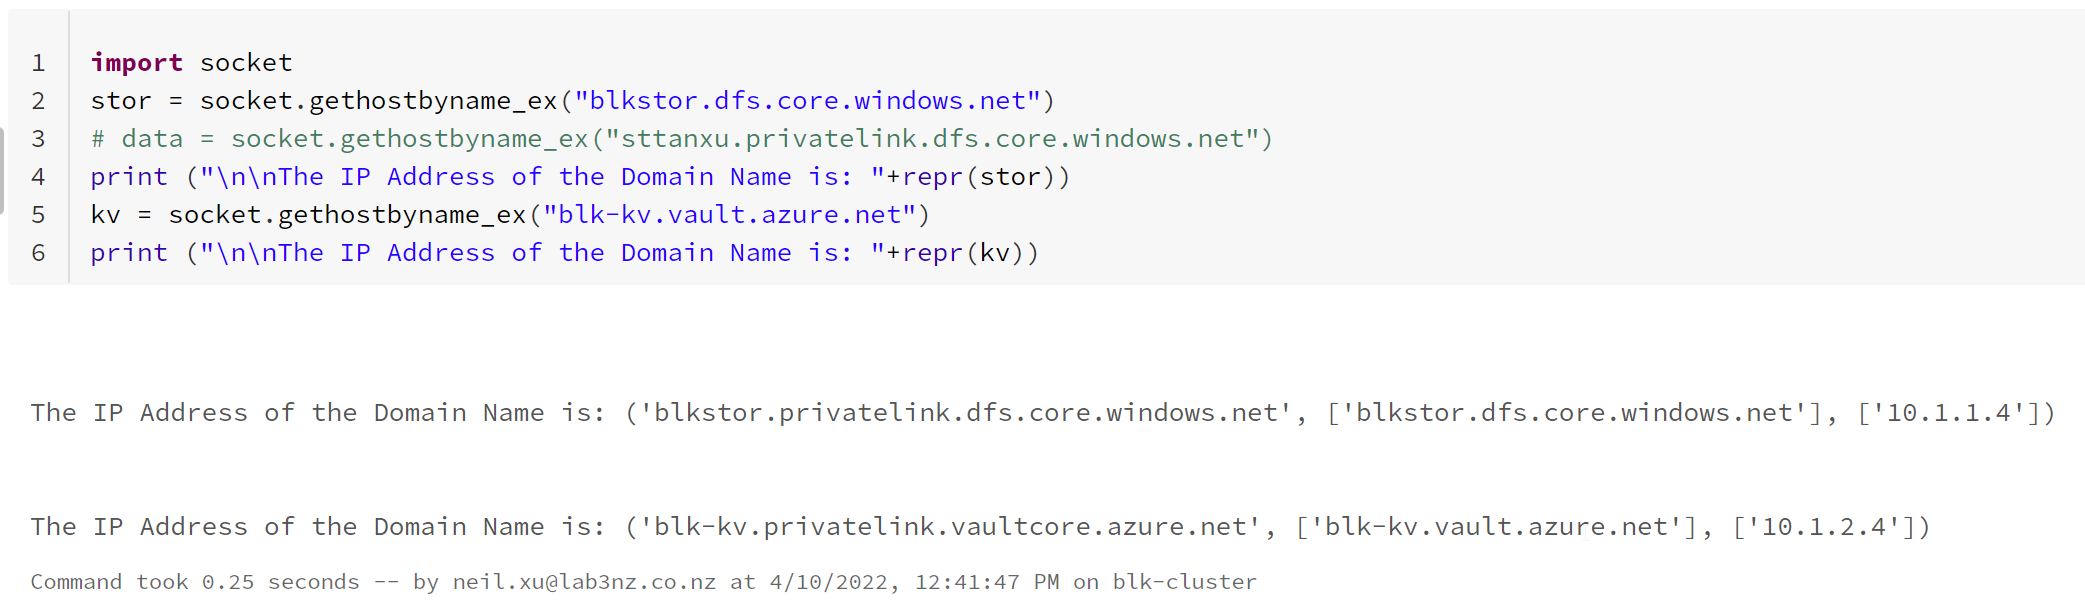 1 import socket
2 stor = socket.gethostbyname_ex("blkstor.dfs.core.windows.net")
3 # data = socket.gethostbyname_ex("sttanxu.privatelink.dfs.core.windows.net")
4 print ("\n\nThe IP Address of the Domain Name is: "+repr(stor))
5 kv = socket.gethostbyname_ex("blk-kv.vault.azure.net")
6 print ("\n\nThe IP Address of the Domain Name is: "+repr(kv))
The IP Address of the Domain Name is: ('blkstor.privatelink.dfs.core.windows.net', ['blkstor.dfs.core.windows.net'], ['10.1.1.4'])
The IP Address of the Domain Name is: ('blk-kv.privatelink.vaultcore.azure.net', ['blk-kv.vault.azure.net'], ['10.1.2.4'])
Command took 0.25 seconds -- by neil.xu@lab3nz.co.nz at 4/10/2022, 12:41:47 PM on blk-cluster